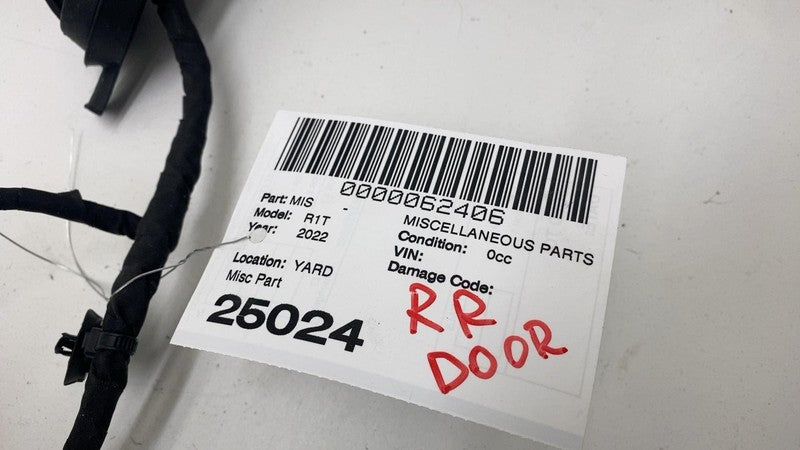 0000062406
Part: MIS - MISCELLANEOUS PARTS
Model: R1T Condition: 0cc
Year: 2022 VIN:
Damage Code:
Location: YARD
Misc Part
25024
RR
DOOR